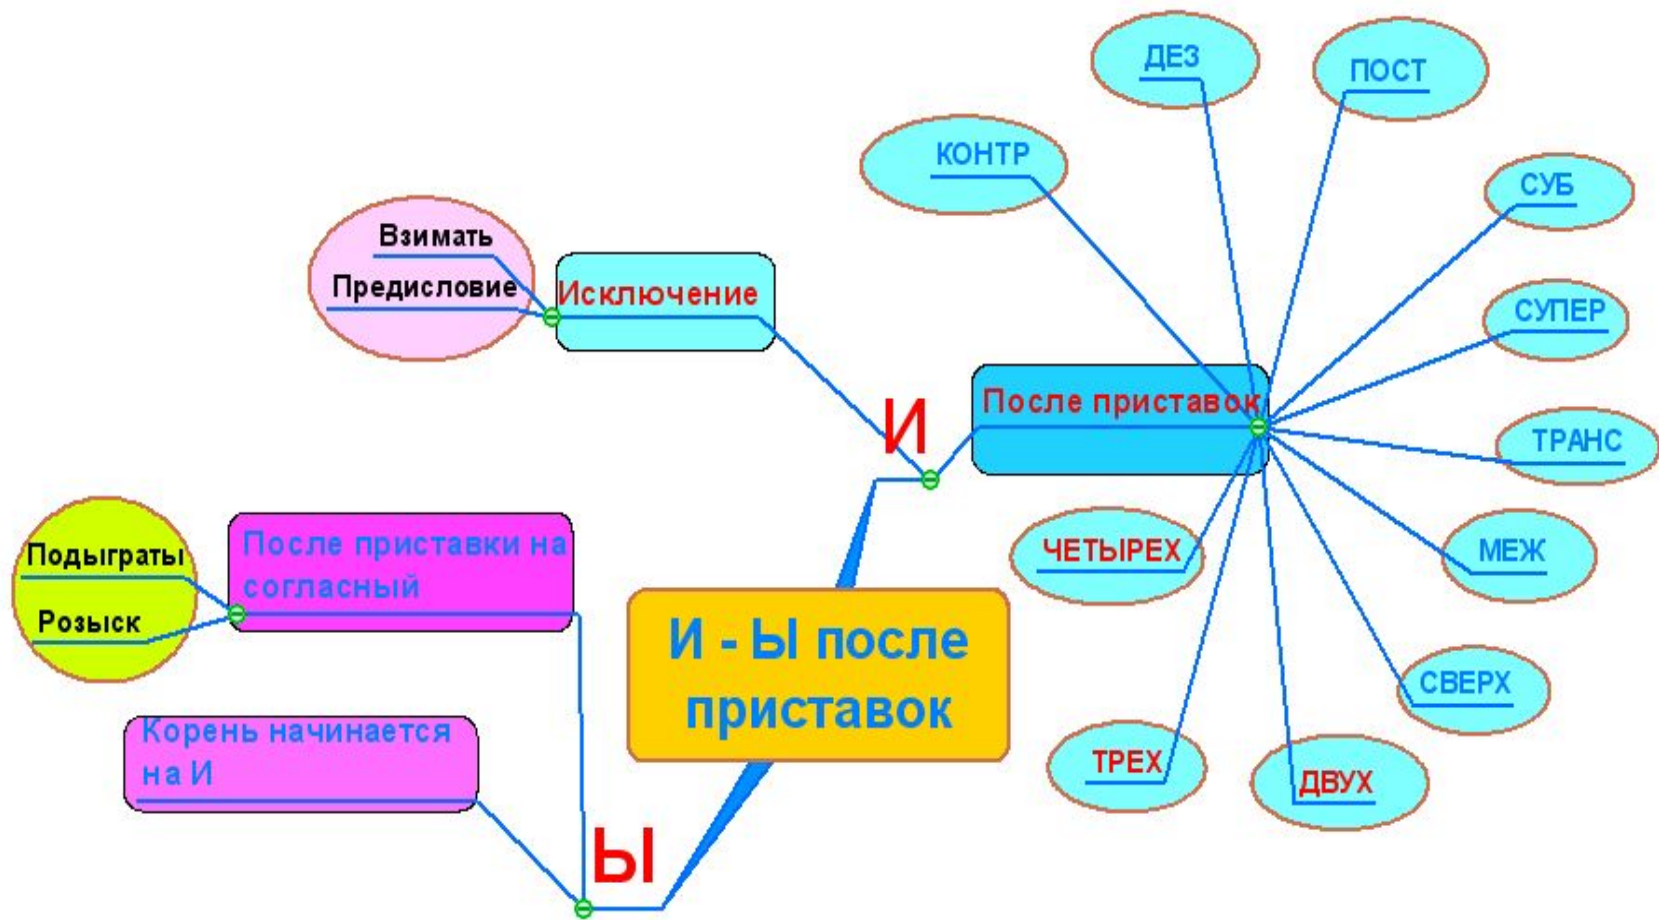 ДЕЗ
ПОСТ
КОНТР
СУБ
Взимать
Предисловие
Исключение
СУПЕР
И
После приставок
ТРАНС
ЧЕТЫРЕХ
МЕЖ
Подыграты
Розыск
После приставки на
согласный
И - Ы после
приставок
СВЕРХ
Корень начинается
на И
ТРЕХ
ДВУХ
Ы